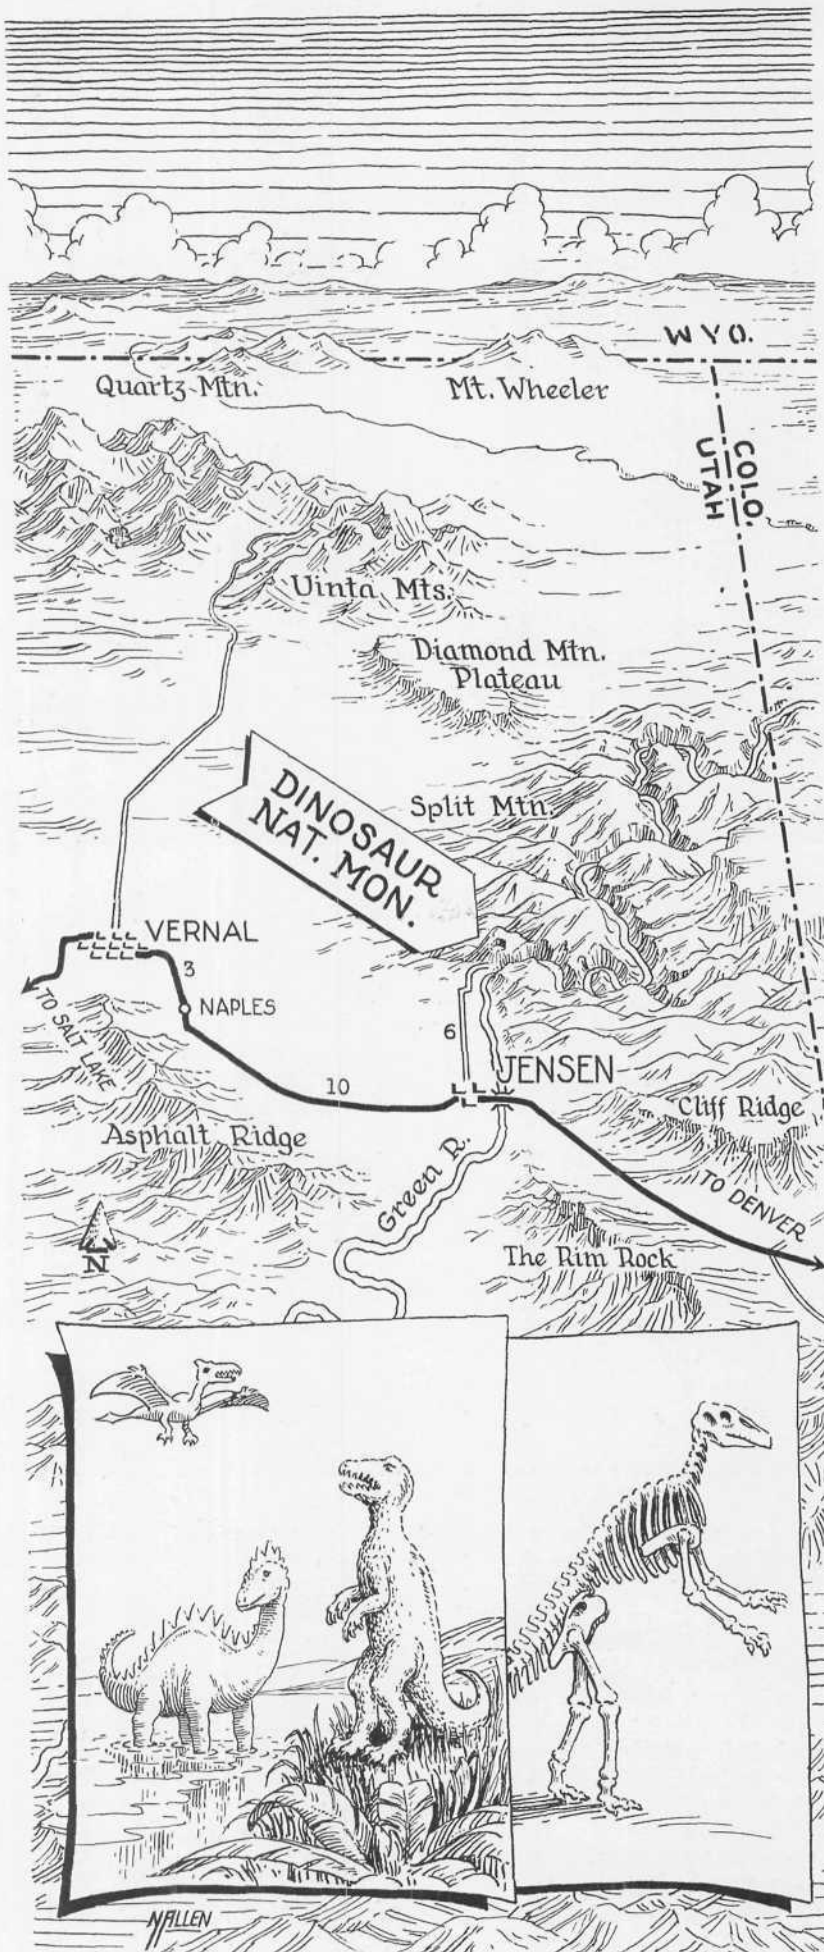 WYO.
Quartz Mtn.
Mt. Wheeler
COLO.
UTAH
Uinta Mts.
Diamond Mtn.
Plateau
DINOSAUR
NAT. MON.
Split Mtn.
VERNAL
3
NAPLES
TO SALT LAKE
6
JENSEN
10
Cliff Ridge
Asphalt Ridge
Green R.
TO DENVER
N
The Rim Rock
N ALLEN